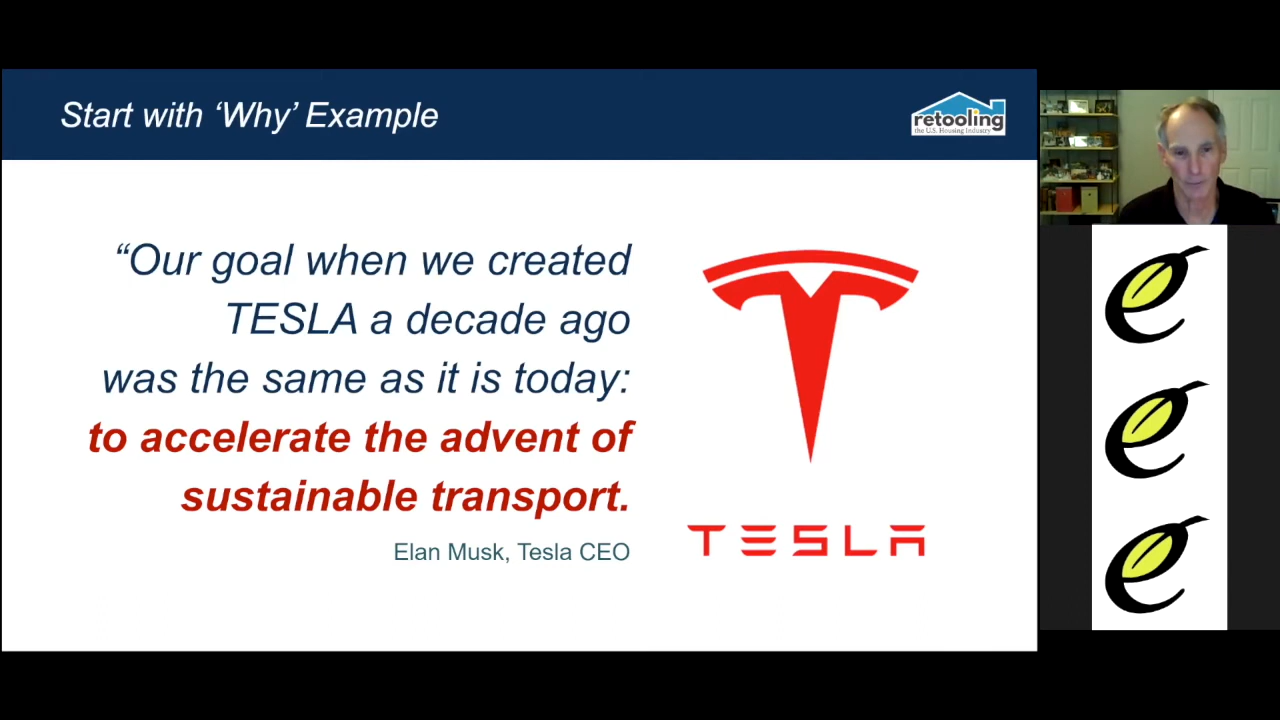 Start with ‘Why’ Example
retooling
the U.S. Housing Industry
“Our goal when we created
TESLA a decade ago
was the same as it is today:
to accelerate the advent of
sustainable transport.
Elan Musk, Tesla CEO
TESLA
e
e
e